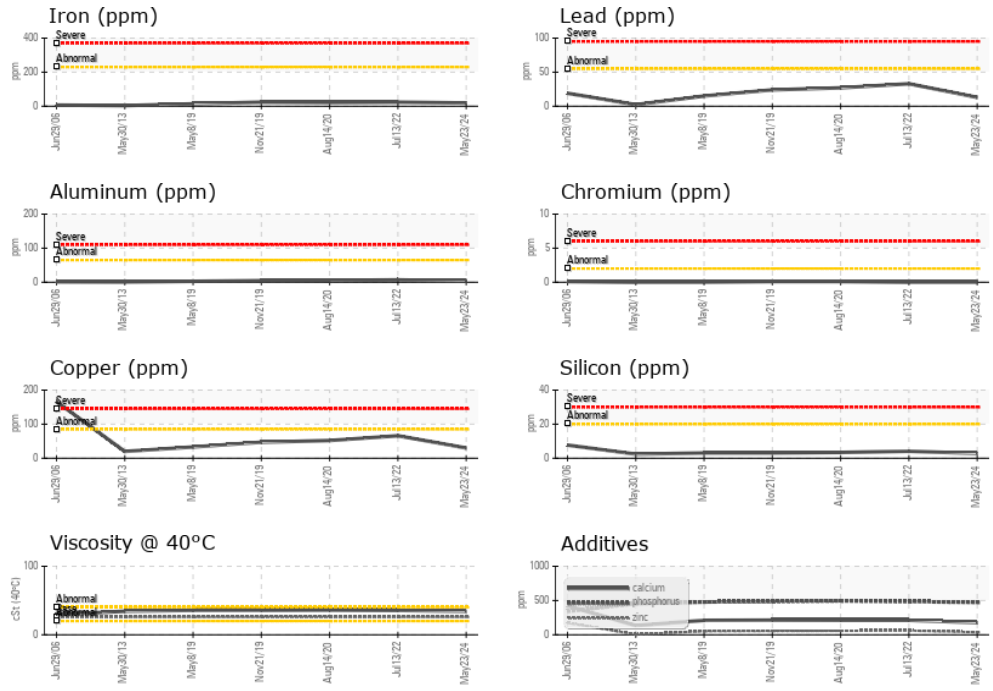 Iron (ppm)
400
200
0
ppm
Severe
Abnormal
Jun29/06
May30/13
May8/19
Nov21/19
Aug14/20
Jul13/22
May23/24
Lead (ppm)
100
50
0
ppm
Severe
Abnormal
Jun29/06
May30/13
May8/19
Nov21/19
Aug14/20
Jul13/22
May23/24
Aluminum (ppm)
200
100
0
ppm
Severe
Abnormal
Jun29/06
May30/13
May8/19
Nov21/19
Aug14/20
Jul13/22
May23/24
Chromium (ppm)
10
5
0
ppm
Severe
Abnormal
Jun29/06
May30/13
May8/19
Nov21/19
Aug14/20
Jul13/22
May23/24
Copper (ppm)
200
100
0
ppm
Severe
Abnormal
Jun29/06
May30/13
May8/19
Nov21/19
Aug14/20
Jul13/22
May23/24
Silicon (ppm)
40
20
0
ppm
Severe
Abnormal
Jun29/06
May30/13
May8/19
Nov21/19
Aug14/20
Jul13/22
May23/24
Viscosity @ 40°C
100
50
0
cSt (40°C)
Abnormal
Abnormal
Jun29/06
May30/13
May8/19
Nov21/19
Aug14/20
Jul13/22
May23/24
Additives
1000
500
0
ppm
calcium
phosphorus
zinc
Jun29/06
May30/13
May8/19
Nov21/19
Aug14/20
Jul13/22
May23/24